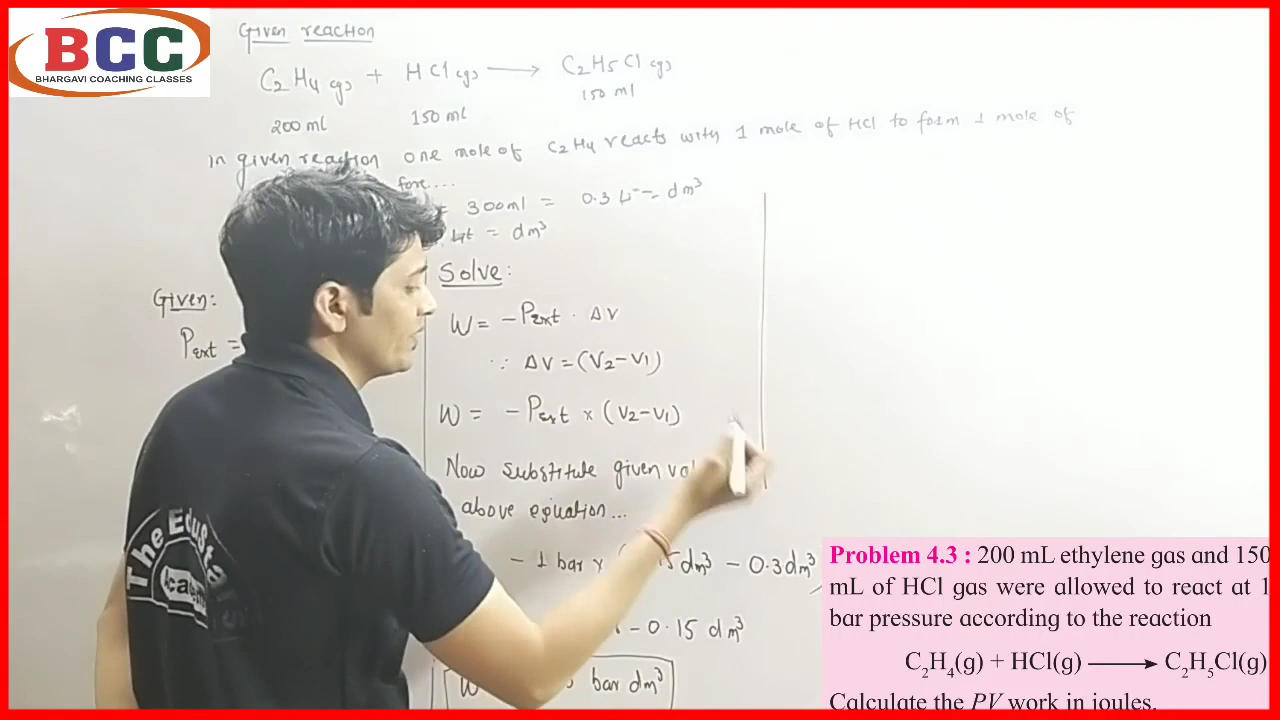 BCC
BHARGAVI COACHING CLASSES
Given reaction
C2H4(g) + HCl(g) ⟶ C2H5Cl(g)
200 ml 150 ml 150 ml
in given reaction one mole of C2H4 reacts with 1 mole of HCl to form 1 mole of
= 300ml = 0.3 Lt = dm³
Lt = dm³
Solve:
Given:
W = -Pext . ΔV
Pext =
∵ ΔV = (V2-V1)
W = -Pext × (V2-V1)
Now substitute given
above equation...
- 1 bar × dm³ - 0.3 dm³
- 0.15 dm³
W bar dm³
The EduSta
Aca
Problem 4.3 : 200 mL ethylene gas and 150
mL of HCl gas were allowed to react at 1
bar pressure according to the reaction
C₂H₄(g) + HCl(g) ⟶ C₂H₅Cl(g)
Calculate the PV work in joules.